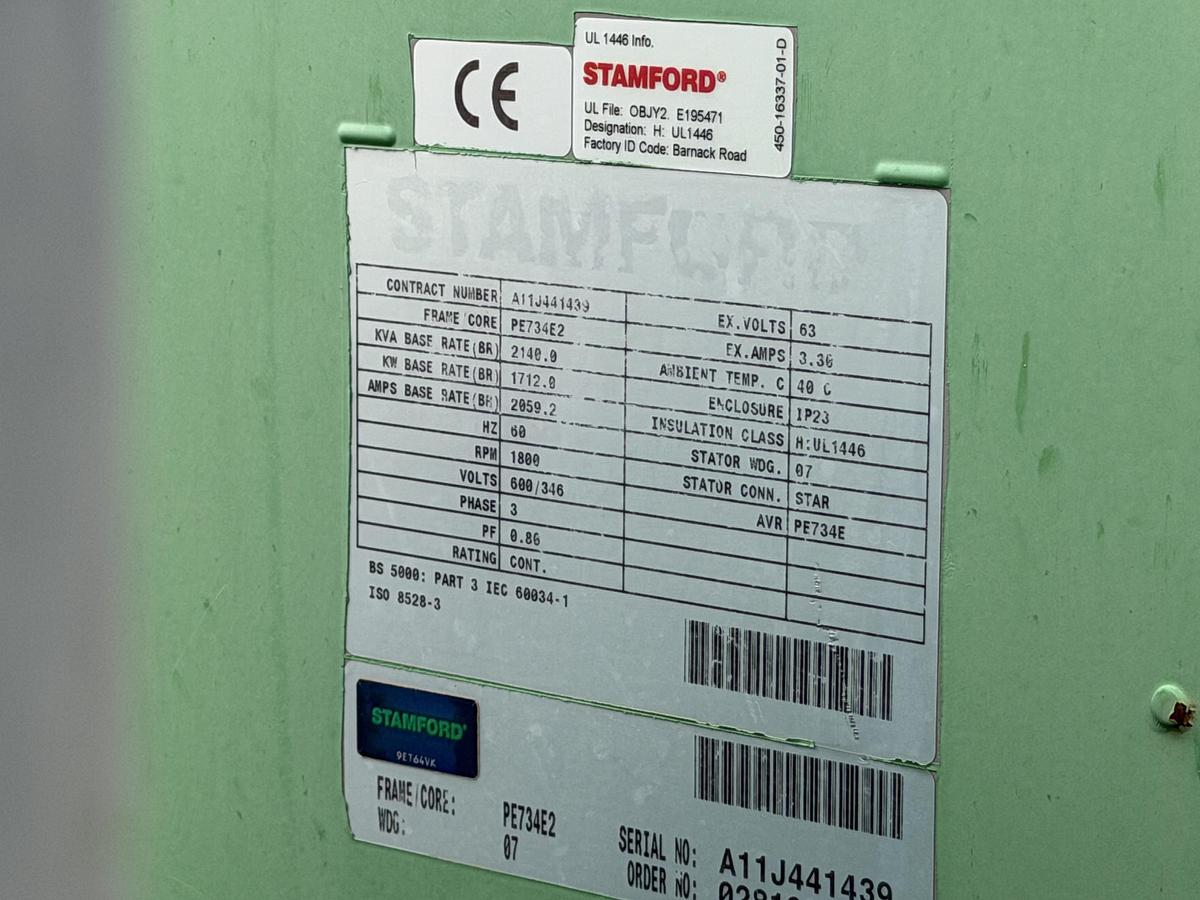 CE
UL 1446 Info.
STAMFORD®
UL File: OBJY2. E195471
Designation: H: UL1446
Factory ID Code: Barnack Road
450-16337-01-D
STAMFORD
CONTRACT NUMBER A11J441439
FRAME/CORE PE734E2
KVA BASE RATE(BR) 2140.0
KW BASE RATE(BR) 1712.0
AMPS BASE RATE(BR) 2059.2
HZ 60
RPM 1800
VOLTS 600/346
PHASE 3
PF 0.80
RATING CONT.
EX.VOLTS 63
EX.AMPS 3.30
AMBIENT TEMP. C 40 C
ENCLOSURE IP23
INSULATION CLASS H:UL1446
STATOR WDG. 07
STATOR CONN. STAR
AVR PE734E
BS 5000: PART 3 IEC 60034-1
ISO 8528-3
STAMFORD
9ET64VK
FRAME/CORE: PE734E2
WDG: 07
SERIAL NO: A11J441439
ORDER NO: